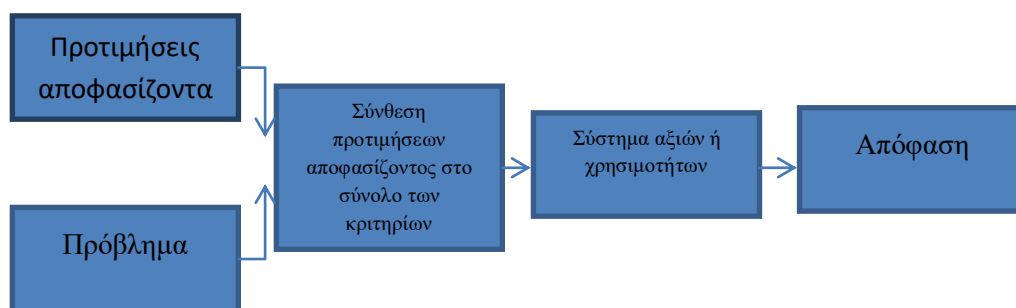 Προτιμήσεις
αποφασίζοντα
Πρόβλημα
Σύνθεση
προτιμήσεων
αποφασίζοντος στο
σύνολο των
κριτηρίων
Σύστημα αξιών ή
χρησιμοτήτων
Απόφαση